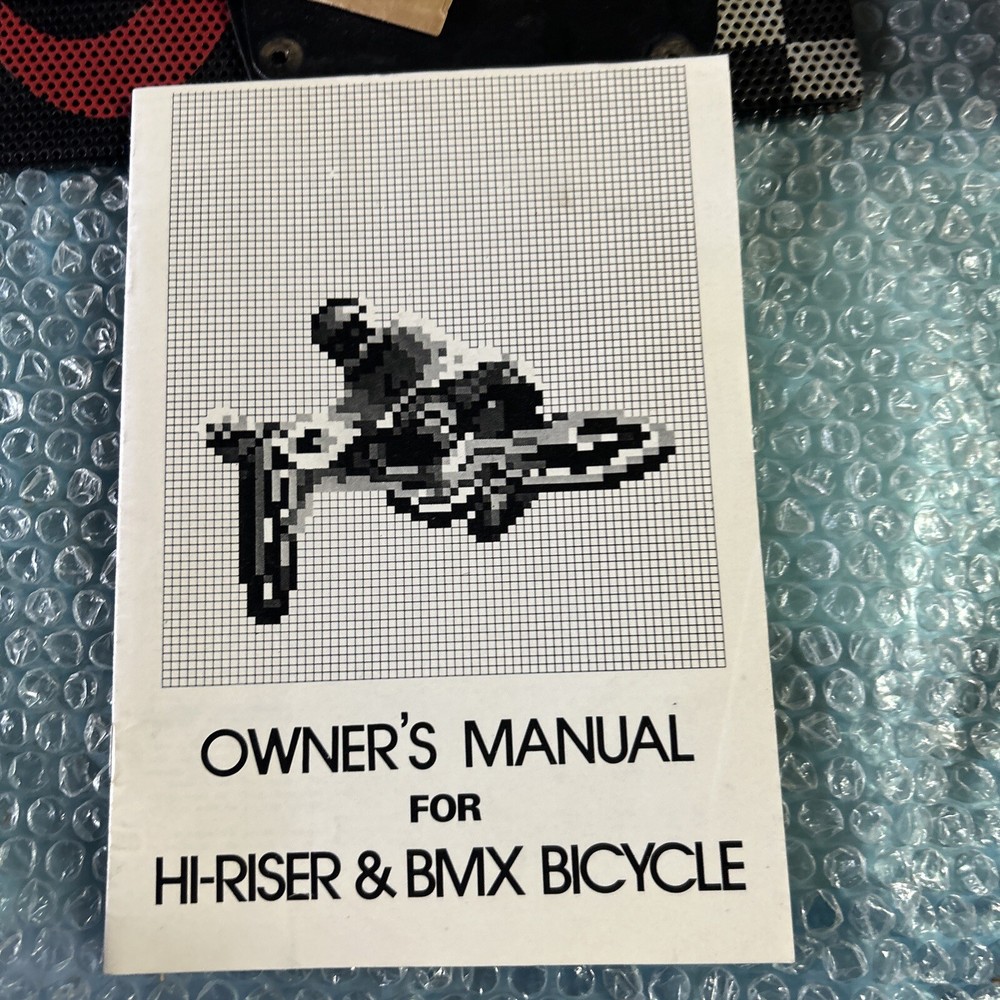 OWNER'S MANUAL
FOR
HI-RISER & BMX BICYCLE